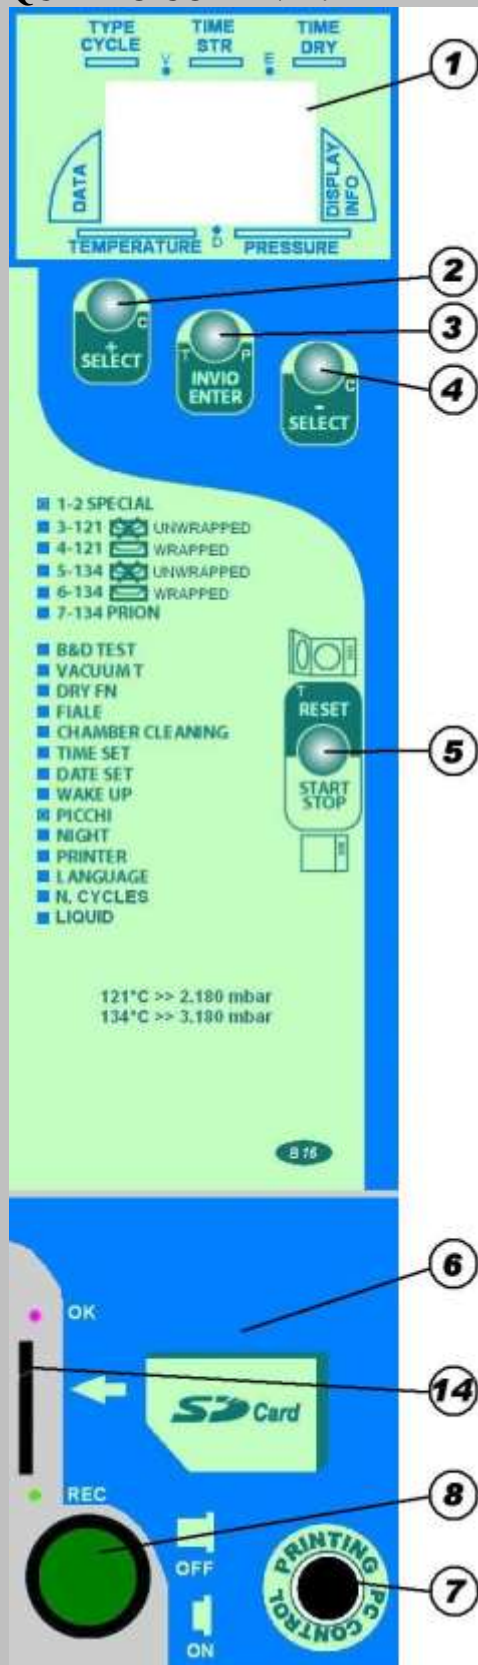 TYPE TIME TIME
CYCLE STR DRY
V E
DATA
DISPLAY
INFO
TEMPERATURE D PRESSURE
1
2
3
4
+
SELECT
T P
INVIO
ENTER
C
-
SELECT
1-2 SPECIAL
3-121 UNWRAPPED
4-121 WRAPPED
5-134 UNWRAPPED
6-134 WRAPPED
7-134 PRION
B&D TEST
VACUUM T
DRY FN
FIALE
CHAMBER CLEANING
TIME SET
DATE SET
WAKE UP
PICCHI
NIGHT
PRINTER
LANGUAGE
N. CYCLES
LIQUID
T
RESET
START
STOP
5
121°C >> 2.180 mbar
134°C >> 3.180 mbar
B 16
6
OK
14
SD Card
REC
8
OFF
ON
PRINTING
PC CONTROL
7